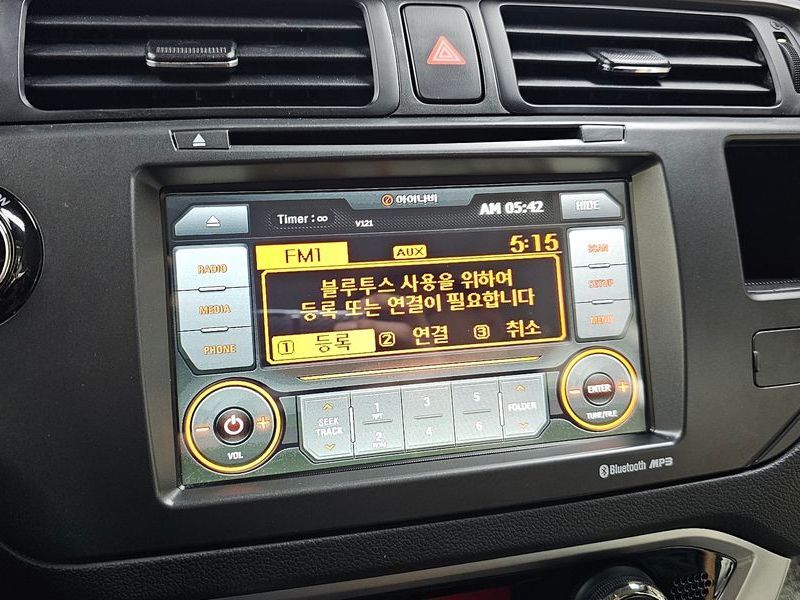 아이나비
Timer : ∞
V121
AM 05:42
HIDE
FM1
AUX
5:15
RADIO
MEDIA
PHONE
블루투스 사용을 위하여
등록 또는 연결이 필요합니다
1 등록 2 연결 3 취소
SCAN
SETUP
MENU
VOL
SEEK
TRACK
1
RPT
2
RDM
3
4
5
6
FOLDER
ENTER
TUNE/FILE
Bluetooth MP3